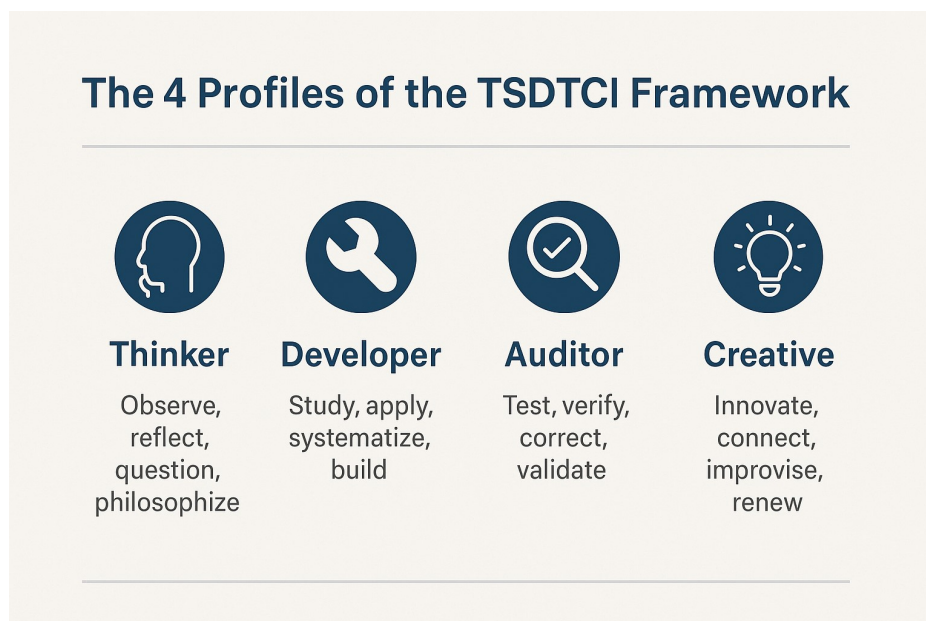 The 4 Profiles of the TSDTCI Framework
Thinker
Observe,
reflect,
question,
philosophize
Developer
Study, apply,
systematize,
build
Auditor
Test, verify,
correct,
validate
Creative
Innovate,
connect,
improvise,
renew